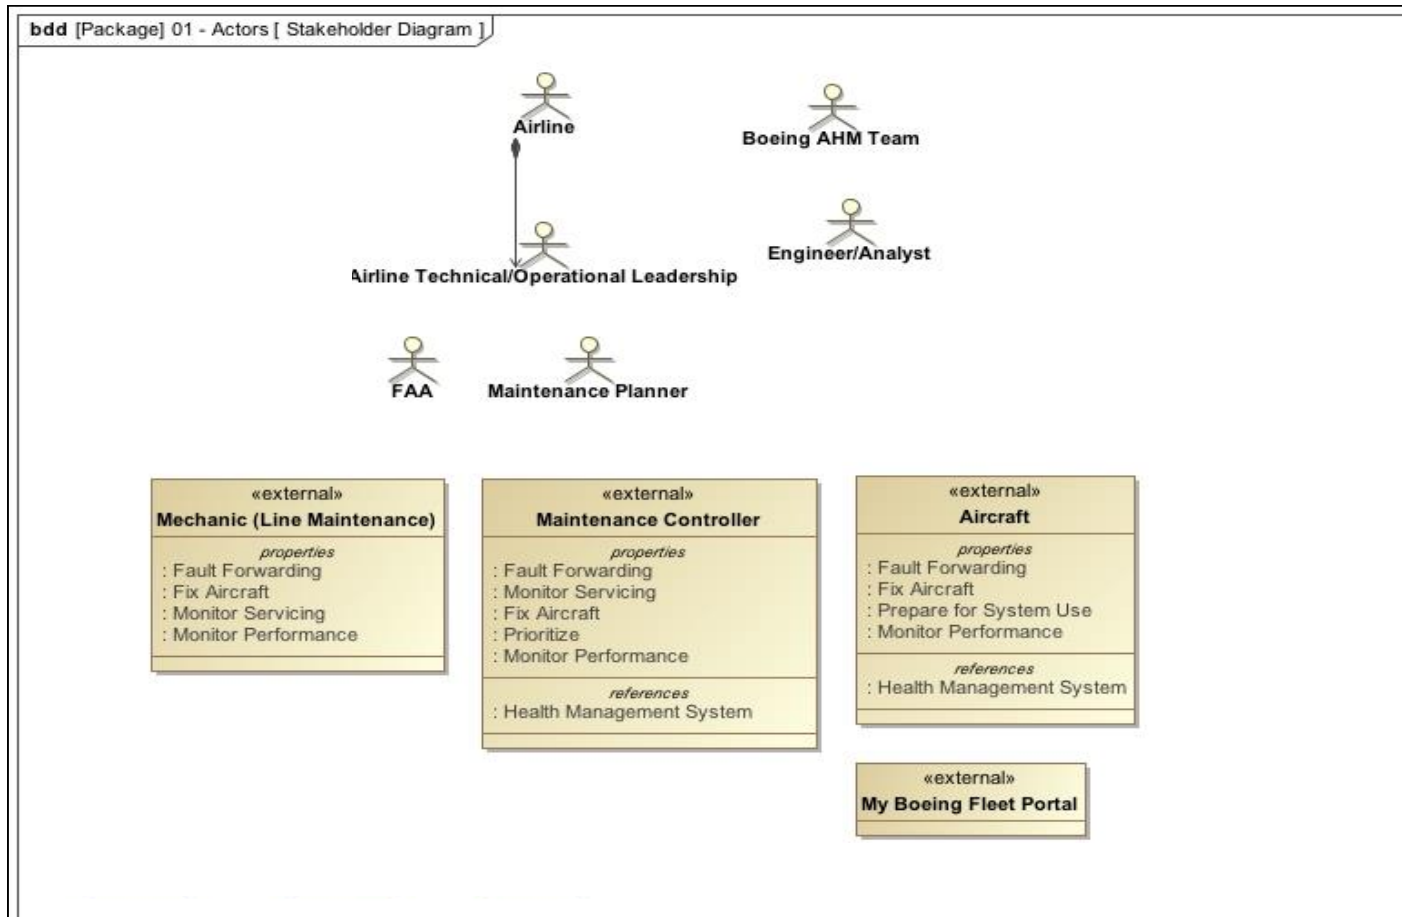 bdd [Package] 01 - Actors [ Stakeholder Diagram ]
Airline
Boeing AHM Team
Airline Technical/Operational Leadership
Engineer/Analyst
FAA
Maintenance Planner
«external»
Mechanic (Line Maintenance)
properties
: Fault Forwarding
: Fix Aircraft
: Monitor Servicing
: Monitor Performance
«external»
Maintenance Controller
properties
: Fault Forwarding
: Monitor Servicing
: Fix Aircraft
: Prioritize
: Monitor Performance
references
: Health Management System
«external»
Aircraft
properties
: Fault Forwarding
: Fix Aircraft
: Prepare for System Use
: Monitor Performance
references
: Health Management System
«external»
My Boeing Fleet Portal